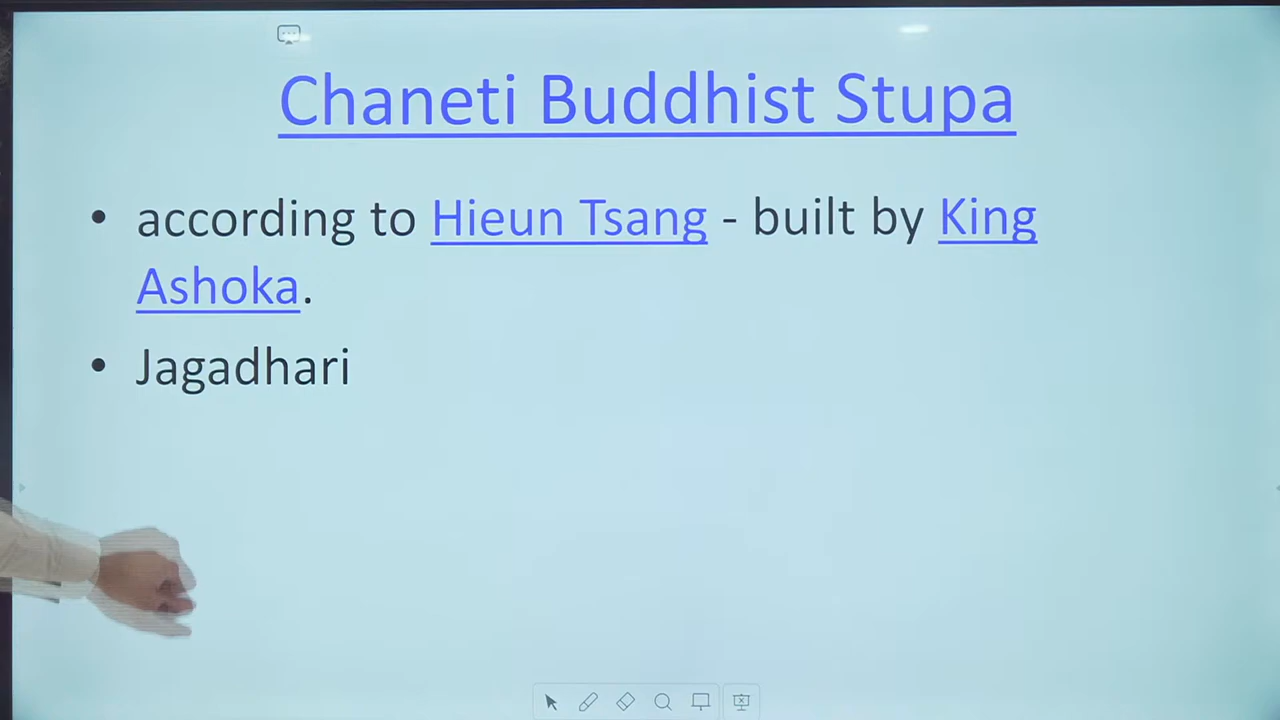 Chaneti Buddhist Stupa
• according to Hieun Tsang - built by King
Ashoka.
• Jagadhari